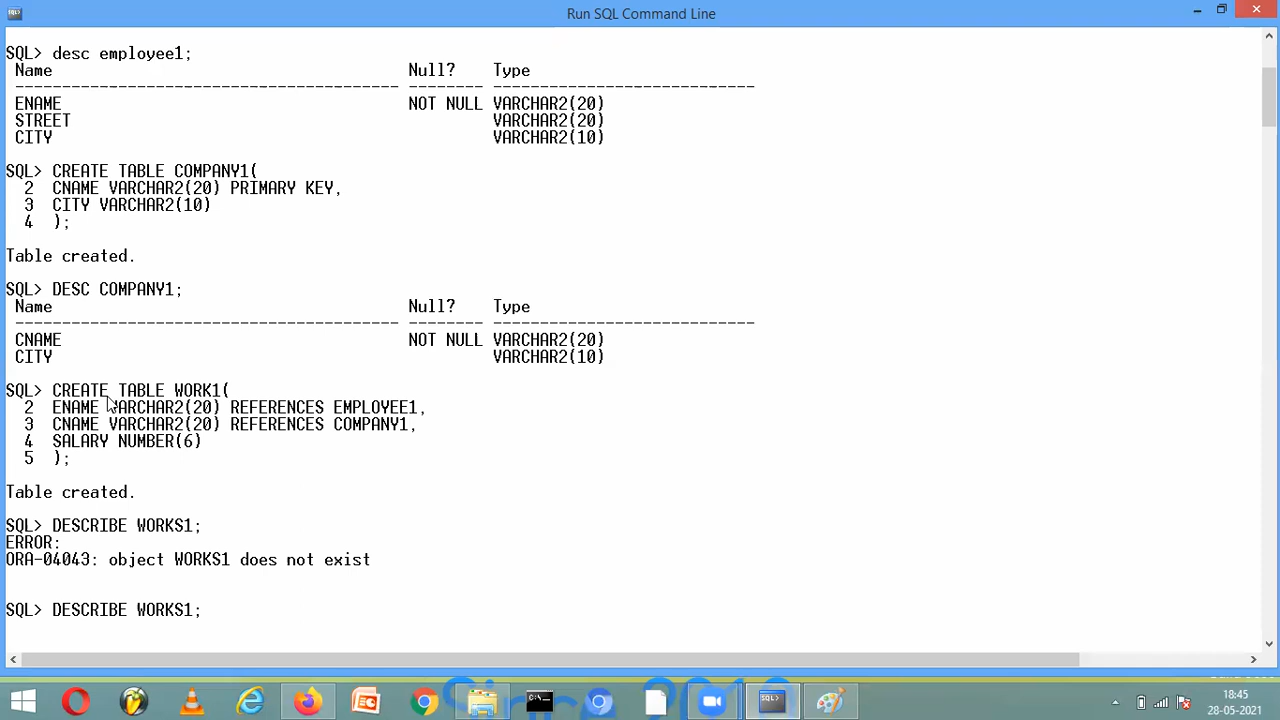 Run SQL Command Line
SQL> desc employee1;
Name Null? Type
----------------------------------------- -------- ----------------------------
ENAME NOT NULL VARCHAR2(20)
STREET VARCHAR2(20)
CITY VARCHAR2(10)
SQL> CREATE TABLE COMPANY1(
2 CNAME VARCHAR2(20) PRIMARY KEY,
3 CITY VARCHAR2(10)
4 );
Table created.
SQL> DESC COMPANY1;
Name Null? Type
----------------------------------------- -------- ----------------------------
CNAME NOT NULL VARCHAR2(20)
CITY VARCHAR2(10)
SQL> CREATE TABLE WORK1(
2 ENAME VARCHAR2(20) REFERENCES EMPLOYEE1,
3 CNAME VARCHAR2(20) REFERENCES COMPANY1,
4 SALARY NUMBER(6)
5 );
Table created.
SQL> DESCRIBE WORKS1;
ERROR:
ORA-04043: object WORKS1 does not exist
SQL> DESCRIBE WORKS1;
18:45
28-05-2021